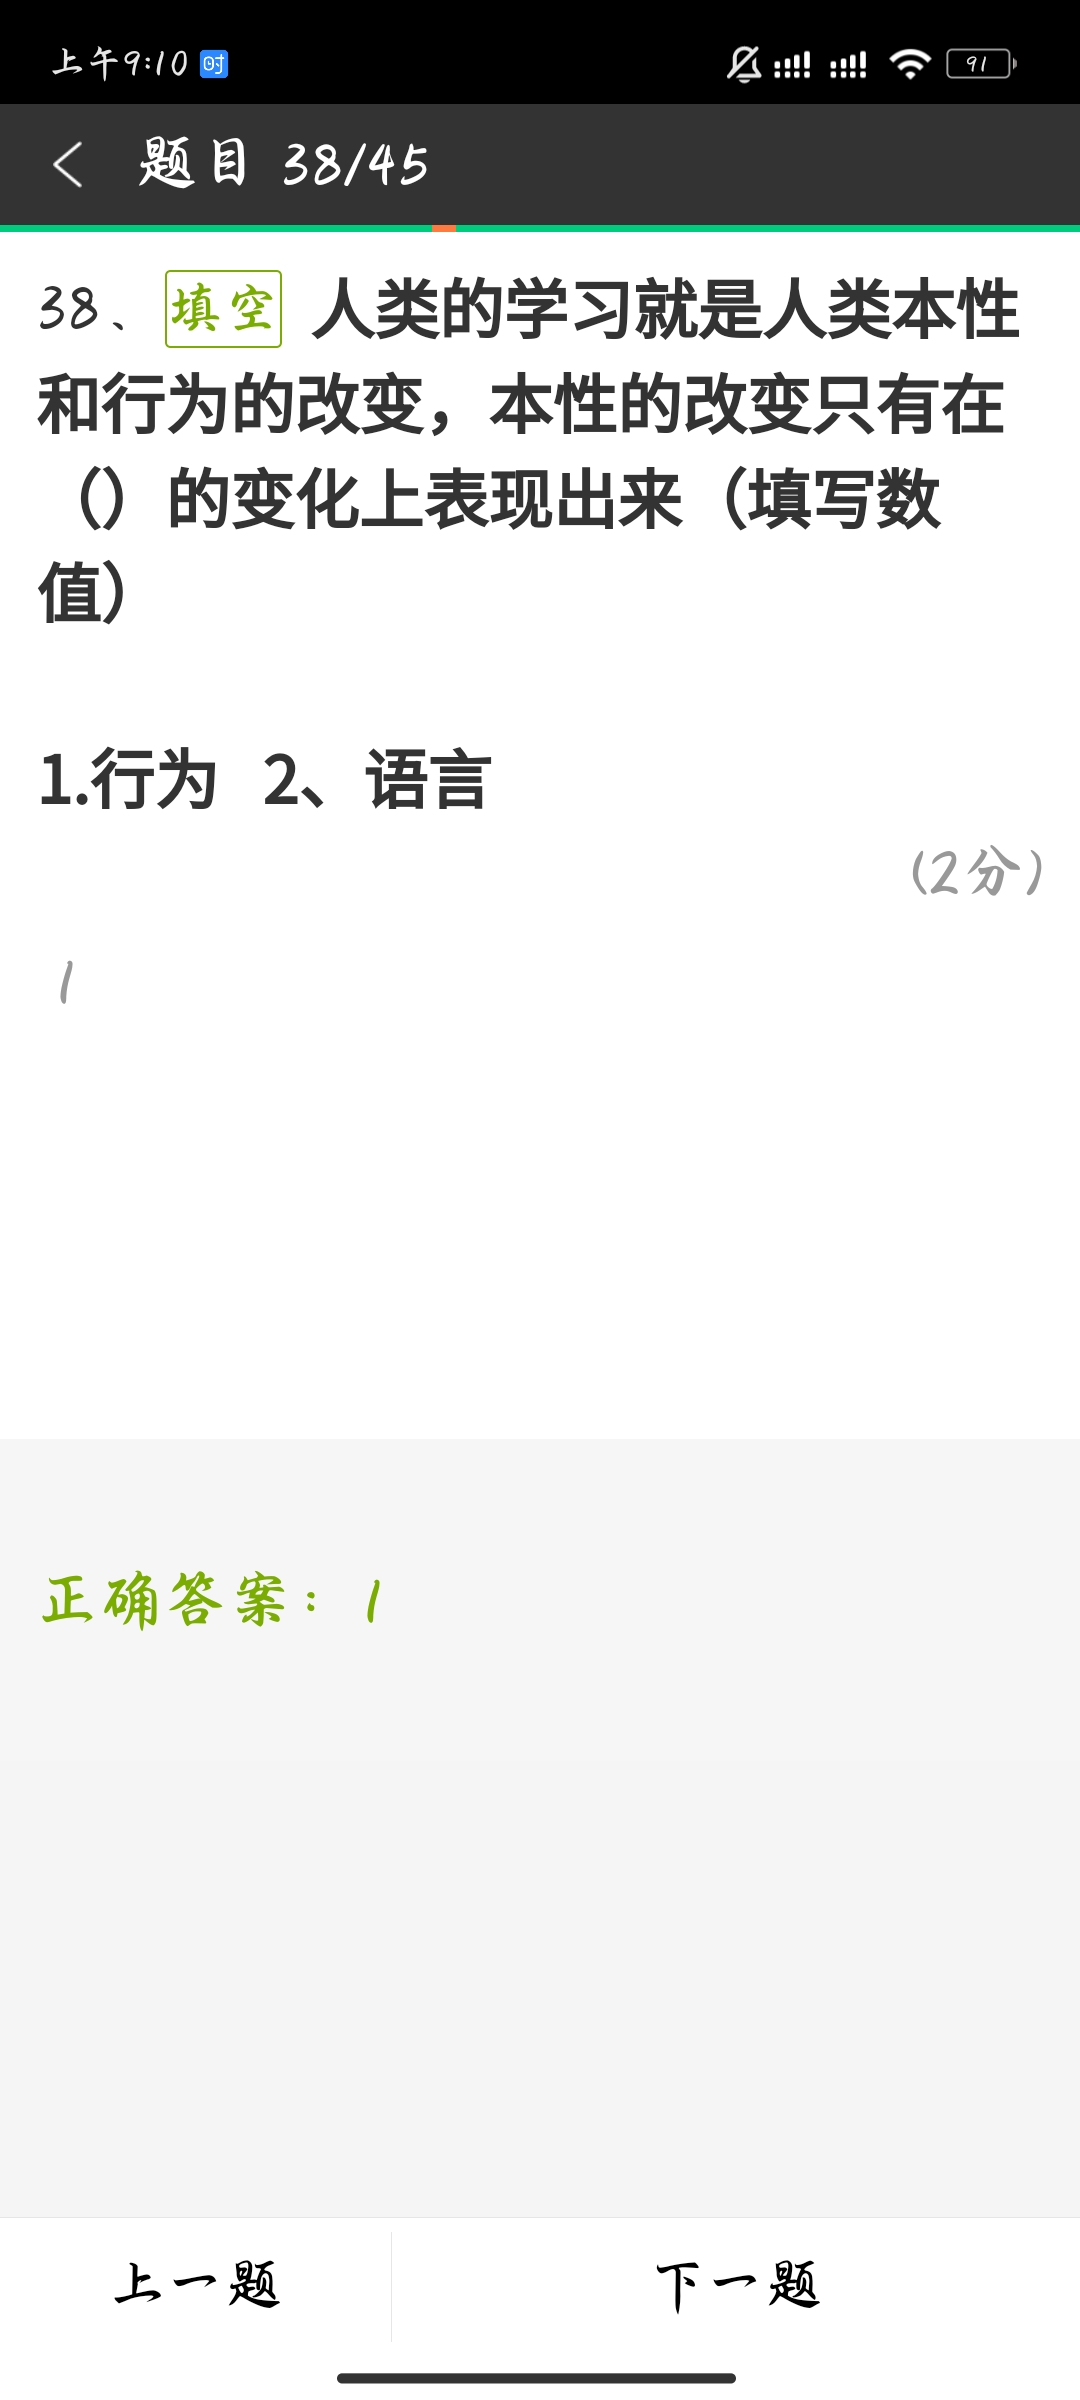 上午9:10 时 91
题目 38/45
38、填空 人类的学习就是人类本性
和行为的改变，本性的改变只有在
（）的变化上表现出来（填写数
值）
1.行为 2、语言
(2分)
1
正确答案：1
上一题 下一题